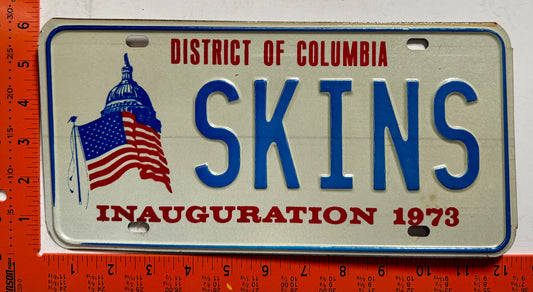 DISTRICT OF COLUMBIA
SKINS
INAUGURATION 1973